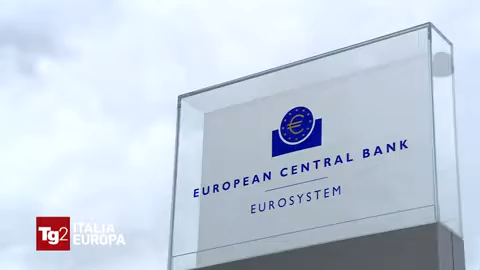 EUROPEAN CENTRAL BANK
EUROSYSTEM
Tg2
ITALIA
EUROPA